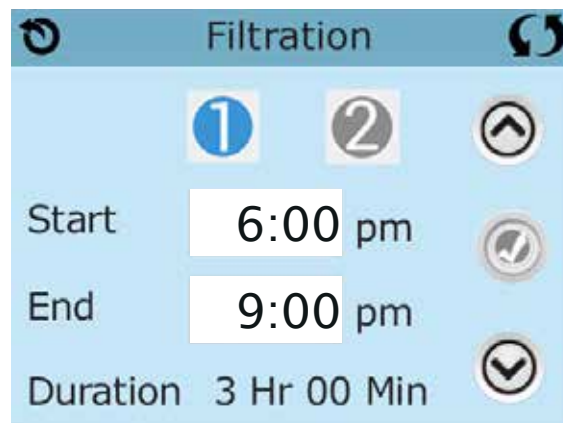 Filtration
1 2
Start 6:00 pm
End 9:00 pm
Duration 3 Hr 00 Min